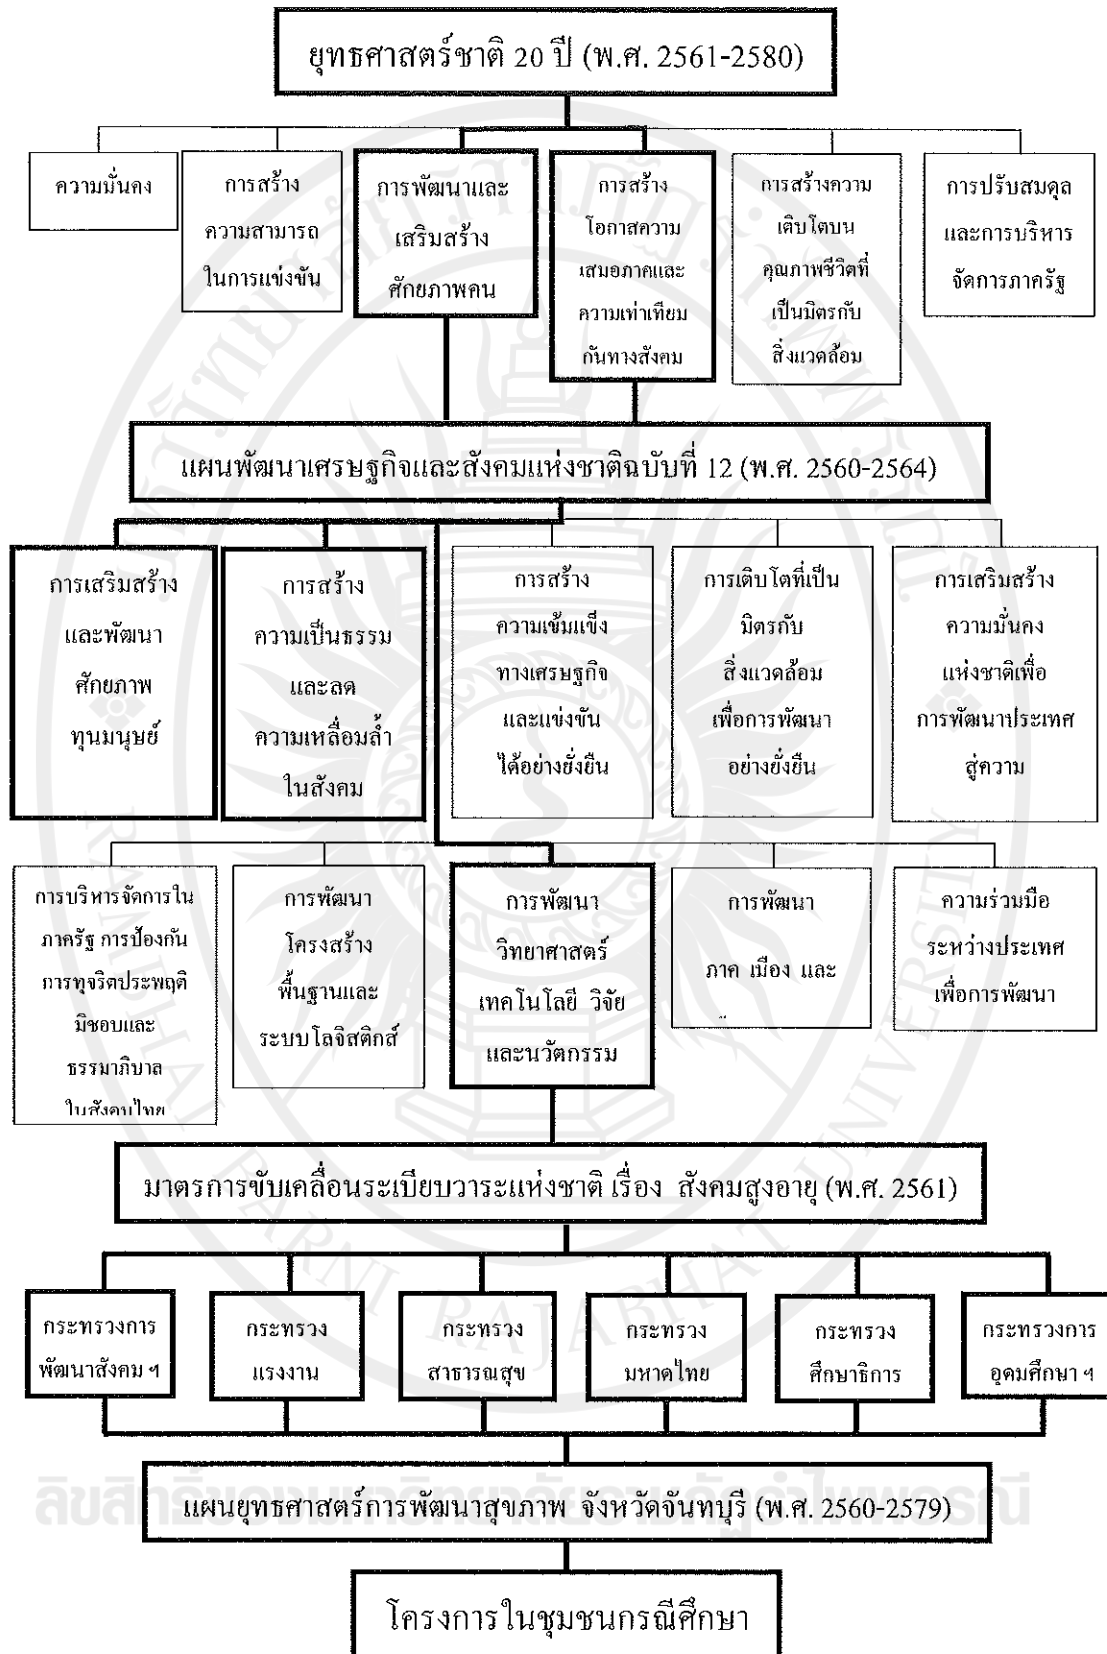 ยุทธศาสตร์ชาติ 20 ปี (พ.ศ. 2561-2580)
ความมั่นคง
การสร้าง
ความสามารถ
ในการแข่งขัน
การพัฒนาและ
เสริมสร้าง
ศักยภาพคน
การสร้าง
โอกาสความ
เสมอภาคและ
ความเท่าเทียม
กันทางสังคม
การสร้างความ
เติบโตบน
คุณภาพชีวิตที่
เป็นมิตรกับ
สิ่งแวดล้อม
การปรับสมดุล
และการบริหาร
จัดการภาครัฐ
แผนพัฒนาเศรษฐกิจและสังคมแห่งชาติฉบับที่ 12 (พ.ศ. 2560-2564)
การเสริมสร้าง
และพัฒนา
ศักยภาพ
ทุนมนุษย์
การสร้าง
ความเป็นธรรม
และลด
ความเหลื่อมล้ำ
ในสังคม
การสร้าง
ความเข้มแข็ง
ทางเศรษฐกิจ
และแข่งขัน
ได้อย่างยั่งยืน
การเติบโตที่เป็น
มิตรกับ
สิ่งแวดล้อม
เพื่อการพัฒนา
อย่างยั่งยืน
การเสริมสร้าง
ความมั่นคง
แห่งชาติเพื่อ
การพัฒนาประเทศ
สู่ความ
การบริหารจัดการใน
ภาครัฐ การป้องกัน
การทุจริตประพฤติ
มิชอบและ
ธรรมาภิบาล
ในสังคมไทย
การพัฒนา
โครงสร้าง
พื้นฐานและ
ระบบโลจิสติกส์
การพัฒนา
วิทยาศาสตร์
เทคโนโลยี วิจัย
และนวัตกรรม
การพัฒนา
ภาค เมือง และ
ความร่วมมือ
ระหว่างประเทศ
เพื่อการพัฒนา
มาตรการขับเคลื่อนระเบียบวาระแห่งชาติ เรื่อง สังคมสูงอายุ (พ.ศ. 2561)
กระทรวงการ
พัฒนาสังคม ฯ
กระทรวง
แรงงาน
กระทรวง
สาธารณสุข
กระทรวง
มหาดไทย
กระทรวง
ศึกษาธิการ
กระทรวงการ
อุดมศึกษา ฯ
แผนยุทธศาสตร์การพัฒนาสุขภาพ จังหวัดจันทบุรี (พ.ศ. 2560-2579)
โครงการในชุมชนกรณีศึกษา